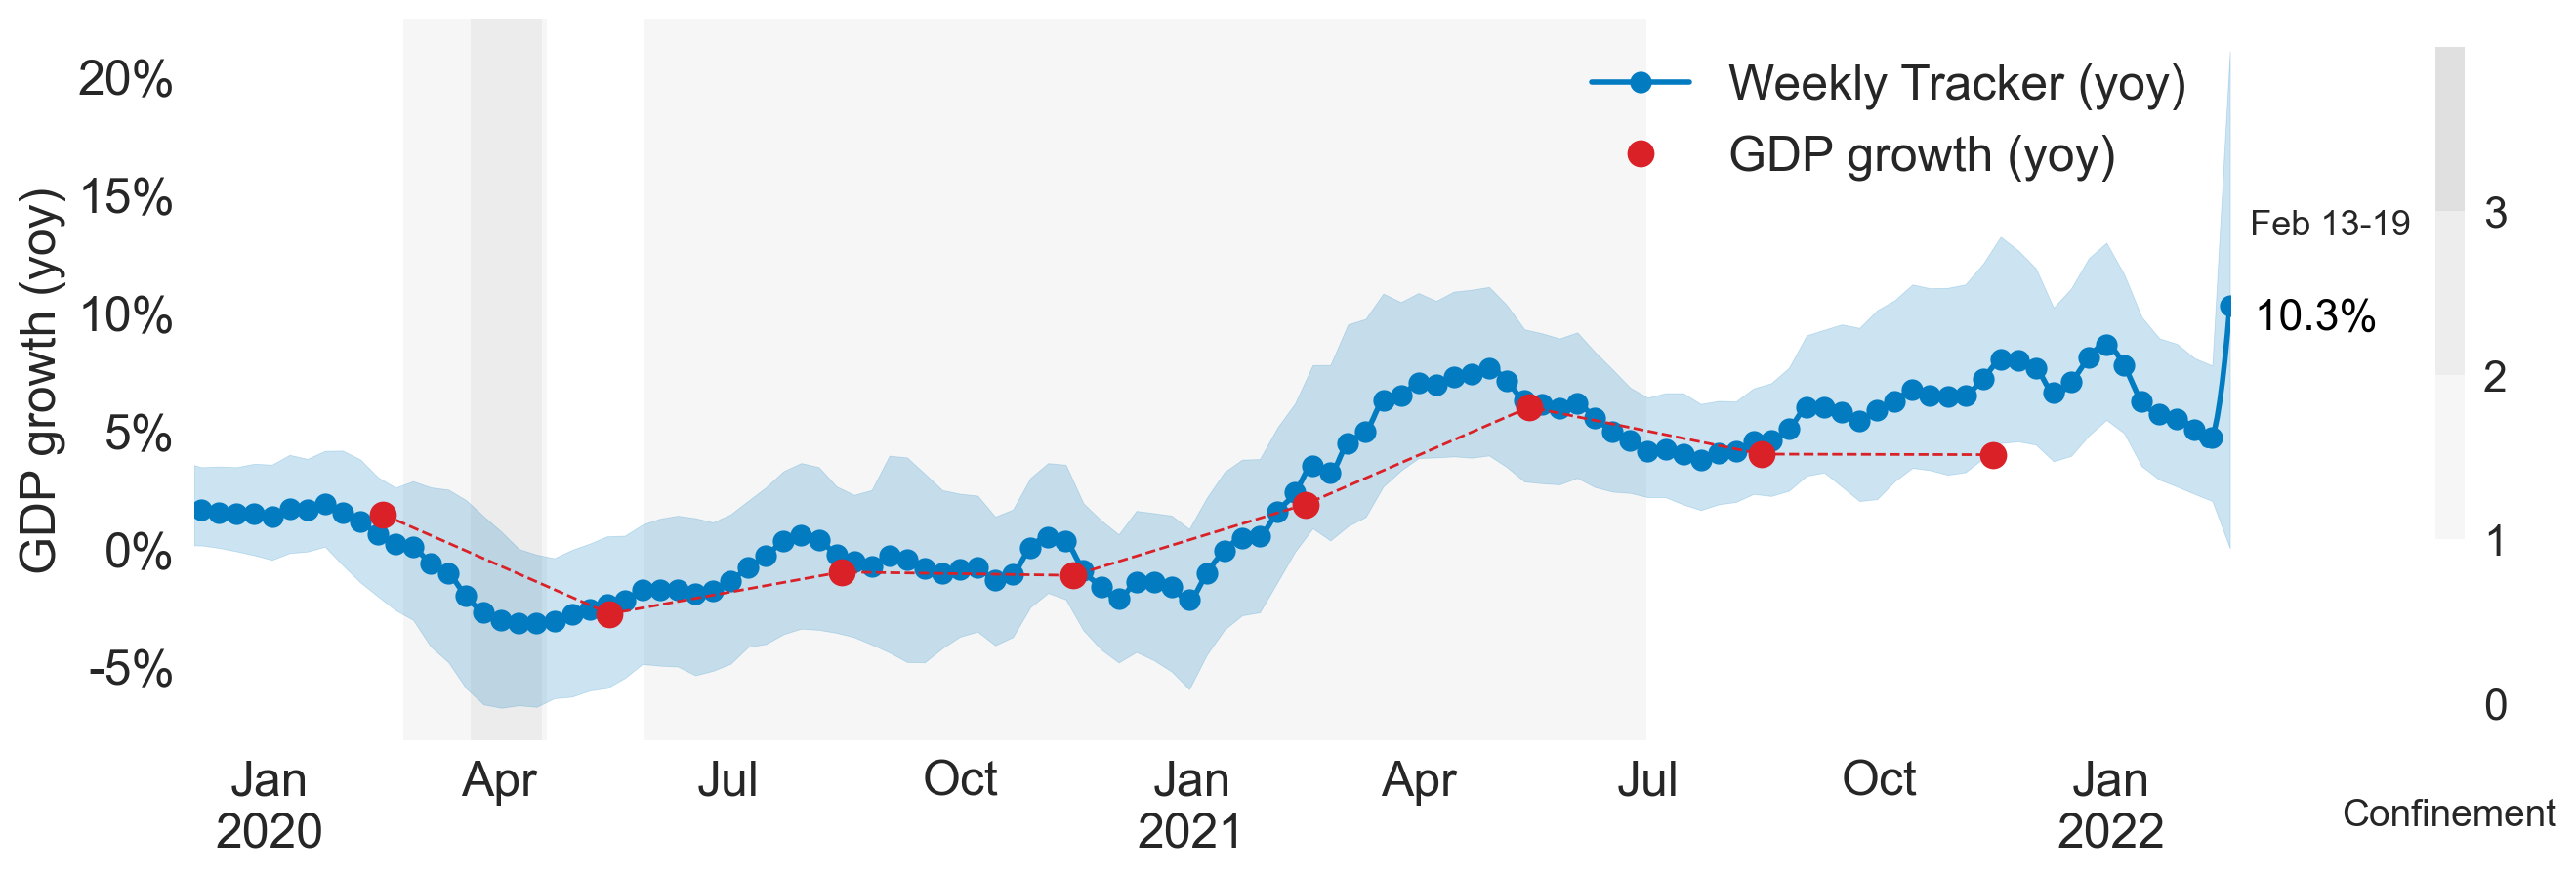 20%
15%
10%
5%
0%
-5%
GDP growth (yoy)
Weekly Tracker (yoy)
GDP growth (yoy)
Feb 13-19
10.3%
3
2
1
0
Confinement
Jan Apr Jul Oct Jan Apr Jul Oct Jan
2020 2021 2022